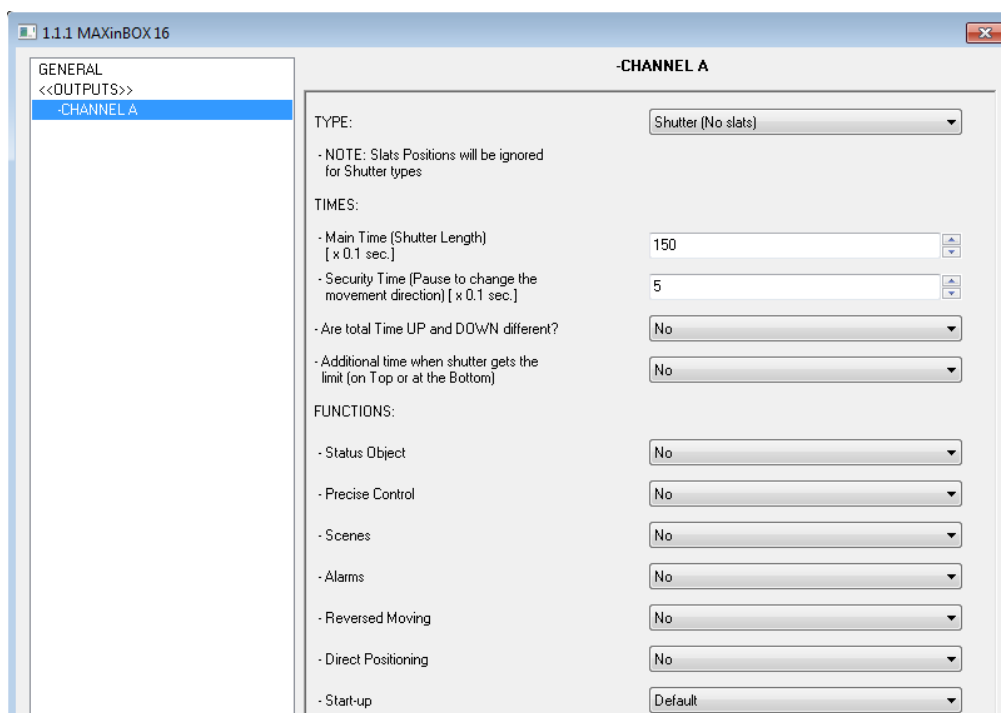 1.1.1 MAXinBOX 16
GENERAL
<<OUTPUTS>>
-CHANNEL A
-CHANNEL A
TYPE:
Shutter (No slats)
- NOTE: Slats Positions will be ignored
for Shutter types
TIMES:
- Main Time (Shutter Length)
[ x 0.1 sec.]
150
- Security Time (Pause to change the
movement direction) [ x 0.1 sec.]
5
- Are total Time UP and DOWN different?
No
- Additional time when shutter gets the
limit (on Top or at the Bottom)
No
FUNCTIONS:
- Status Object
No
- Precise Control
No
- Scenes
No
- Alarms
No
- Reversed Moving
No
- Direct Positioning
No
- Start-up
Default